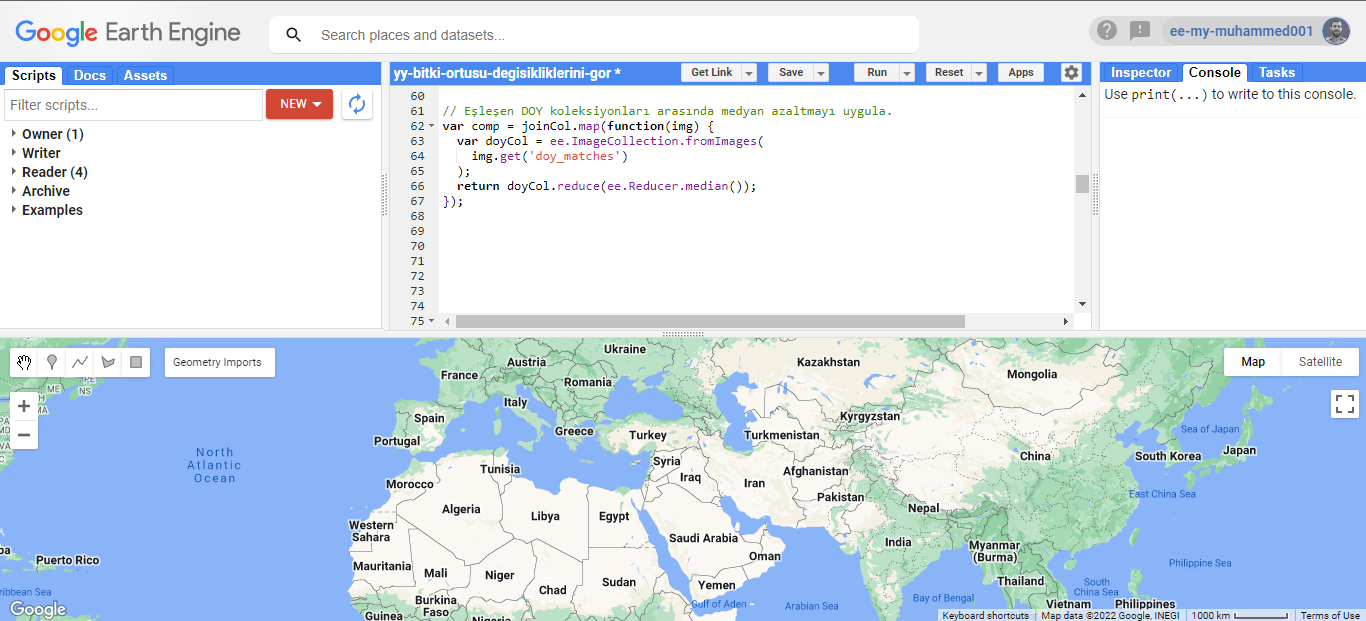 Google Earth Engine
Search places and datasets...
ee-my-muhammed001
Scripts Docs Assets
Filter scripts...
NEW
Owner (1)
Writer
Reader (4)
Archive
Examples
yy-bitki-ortusu-degisikliklerini-gor *
Get Link Save Run Reset Apps
60
61 // Eşleşen DOY koleksiyonları arasında medyan azaltmayı uygula.
62 var comp = joinCol.map(function(img) {
63 var doyCol = ee.ImageCollection.fromImages(
64 img.get('doy_matches')
65 );
66 return doyCol.reduce(ee.Reducer.median());
67 });
68
69
70
71
72
73
74
75
Inspector Console Tasks
Use print(...) to write to this console.
Geometry Imports
Map Satellite
Ukraine
Austria
France
Romania
Kazakhstan
Mongolia
PE
NS
ME
Italy
Spain
Greece
Portugal
Turkey
Kyrgyzstan
Turkmenistan
Sea of Japan
Japan
South Korea
China
North
Atlantic
Ocean
Tunisia
Syria
Iraq
Iran
Afghanistan
Morocco
Pakistan
East China Sea
Nepal
Algeria
Libya
Egypt
Western
Sahara
Saudi Arabia
India
Myanmar
(Burma)
Oman
Puerto Rico
Mauritania
Mali
Niger
Chad
Sudan
Yemen
Thailand
Philippine Sea
South
China Sea
ribbean Sea
Burkina
Faso
Guinea
Nigeria
Gulf of Aden
Arabian Sea
Bay of Bengal
Vietnam
Philippines
Google
Keyboard shortcuts Map data ©2022 Google, INEGI 1000 km Terms of Use